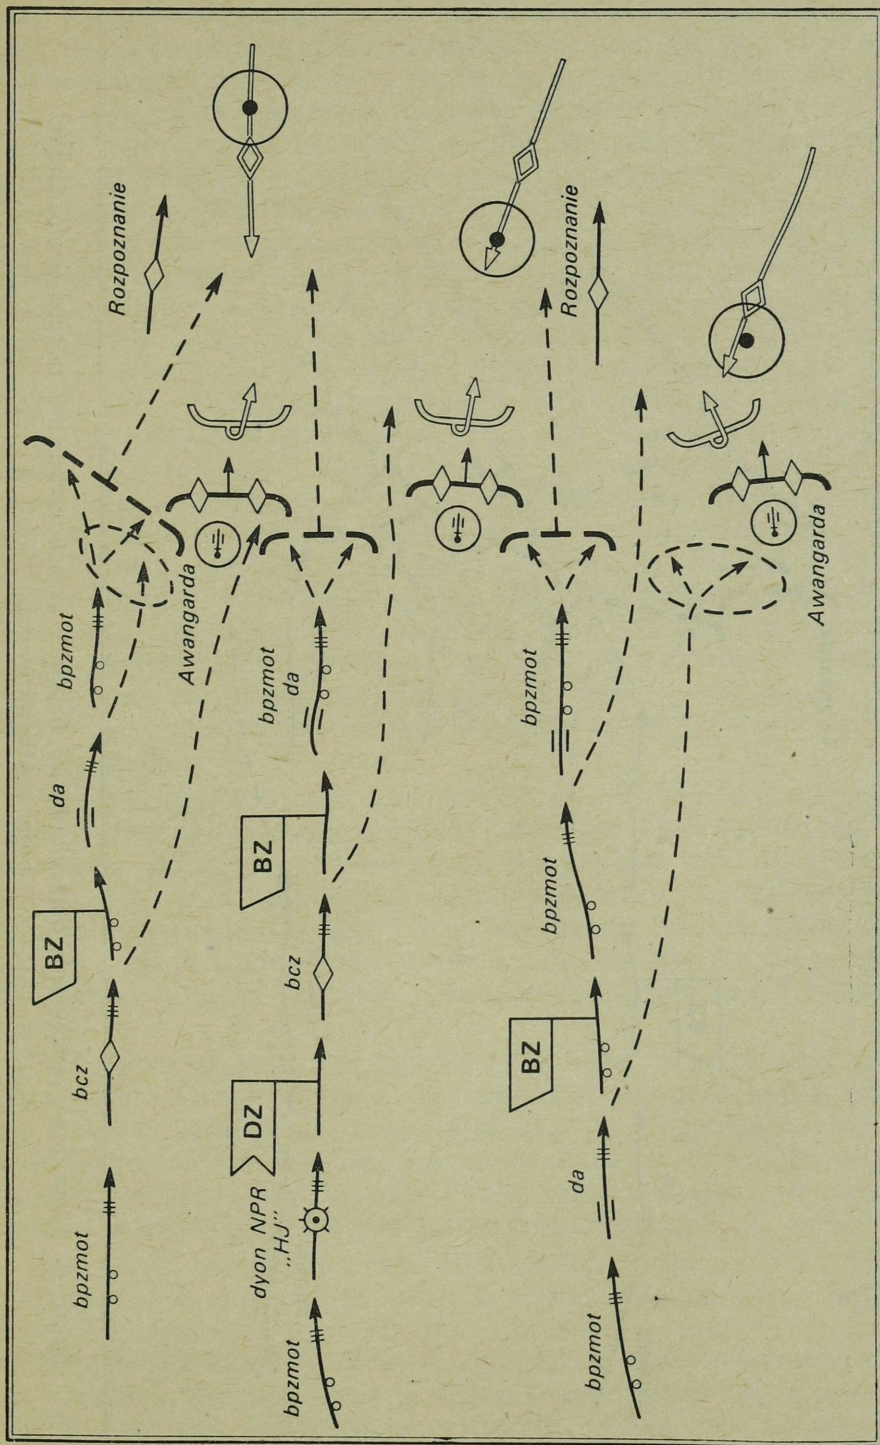 Rozpoznanie
bpzmot
Awangarda
da
BZ
bcz
bpzmot
bpzmot
da
BZ
bcz
DZ
dyon NPR
„HJ"
bpzmot
Rozpoznanie
bpzmot
Awangarda
bpzmot
BZ
da
bpzmot